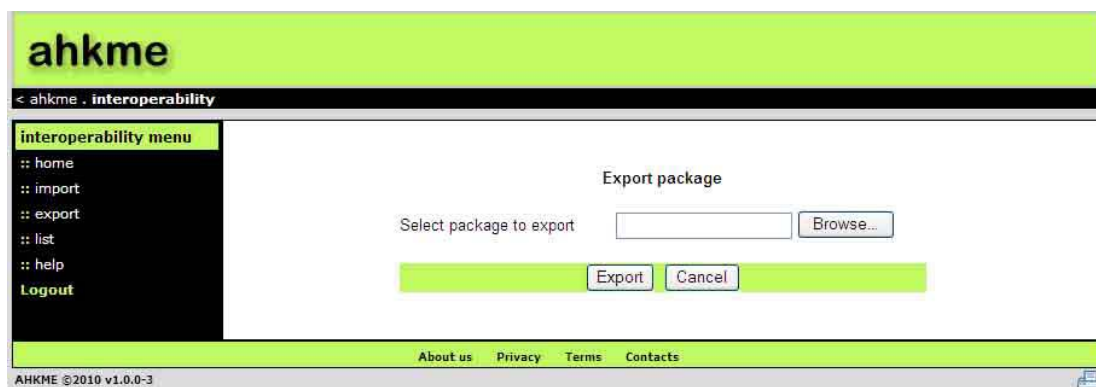 ahkme
< ahkme . interoperability
interoperability menu
:: home
:: import
:: export
:: list
:: help
Logout
Export package
Select package to export Browse...
Export Cancel
About us Privacy Terms Contacts
AHKME ©2010 v1.0.0-3